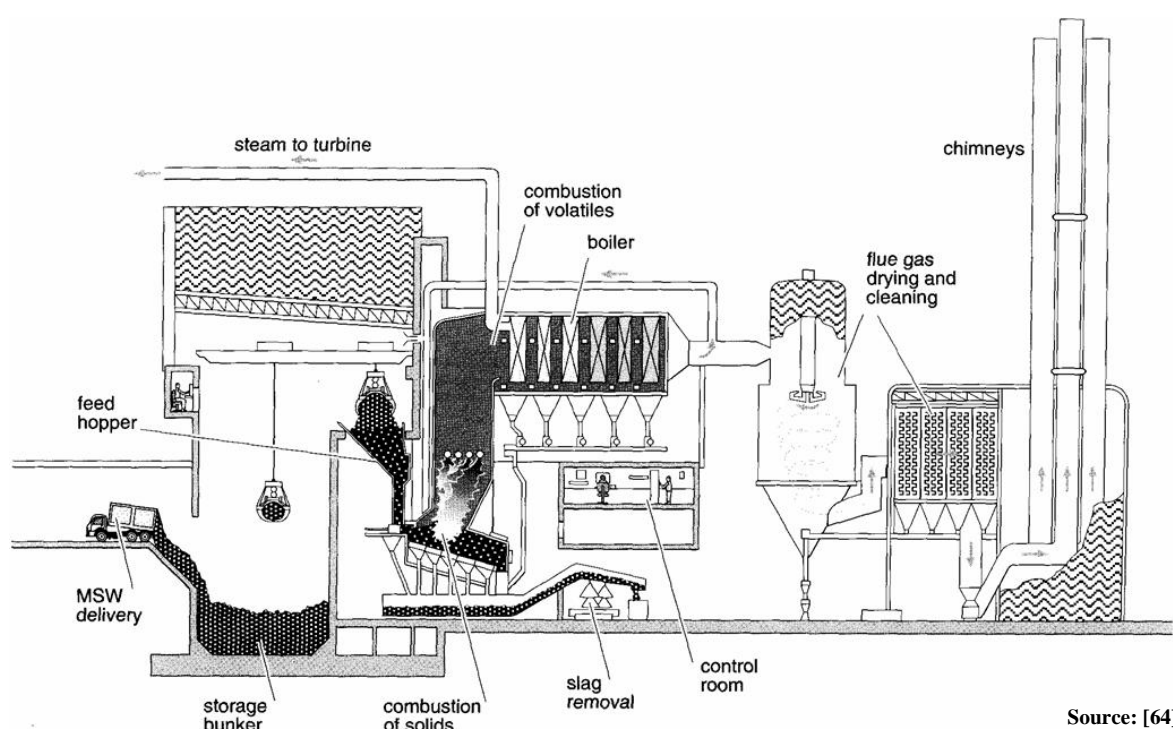 steam to turbine
combustion
of volatiles
boiler
chimneys
flue gas
drying and
cleaning
feed
hopper
MSW
delivery
storage
bunker
combustion
of solids
slag
removal
control
room
Source: [64]